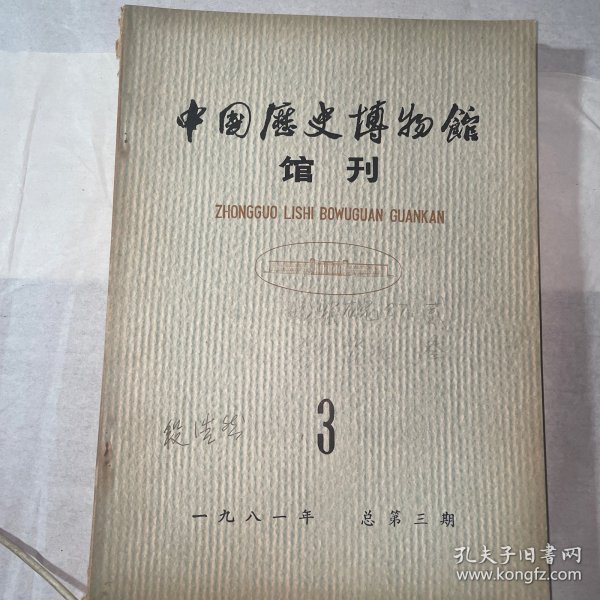 中国歷史博物館
馆刊
ZHONGGUO LISHI BOWUGUAN GUANKAN
3
一九八一年 总第三期
孔夫子旧书网
www.kongfz.com